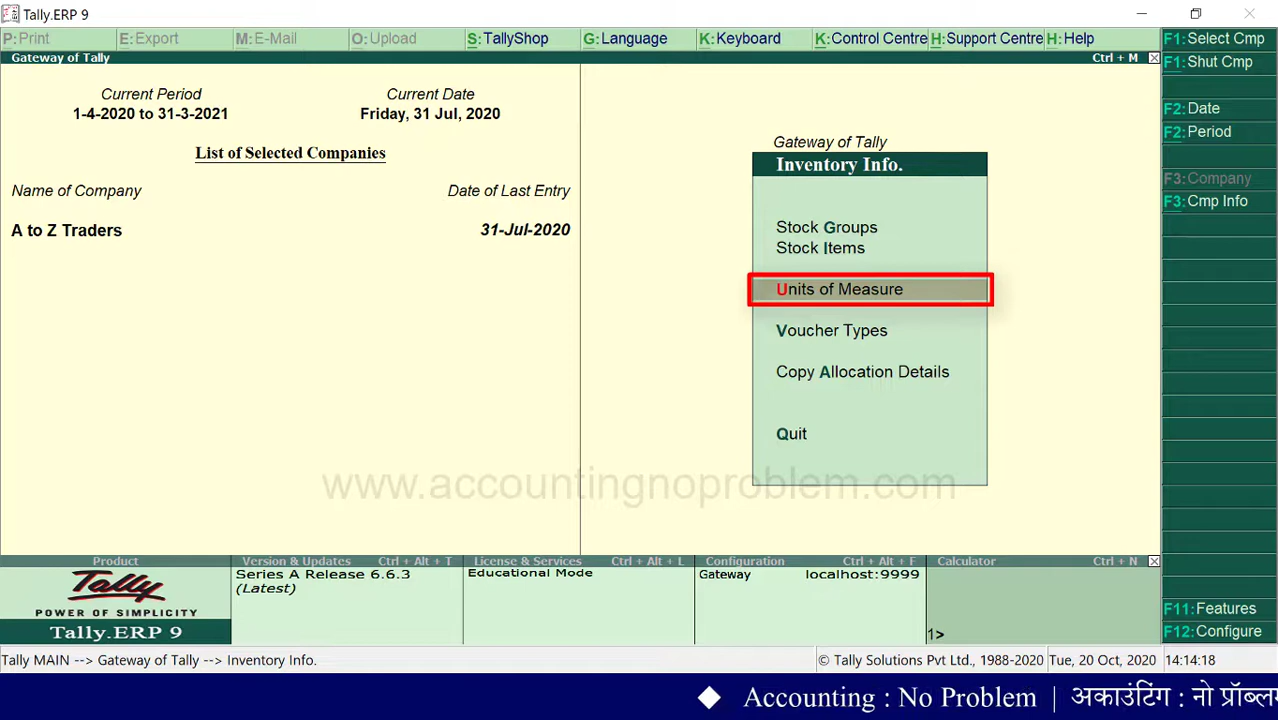 Tally.ERP 9
P: Print E: Export M: E-Mail O: Upload S: TallyShop G: Language K: Keyboard K: Control Centre H: Support Centre H: Help
F1: Select Cmp
F1: Shut Cmp
F2: Date
F2: Period
F3: Company
F3: Cmp Info
F11: Features
F12: Configure
Gateway of Tally Ctrl + M
Current Period Current Date
1-4-2020 to 31-3-2021 Friday, 31 Jul, 2020
List of Selected Companies
Name of Company Date of Last Entry
A to Z Traders 31-Jul-2020
Gateway of Tally
Inventory Info.
Stock Groups
Stock Items
Units of Measure
Voucher Types
Copy Allocation Details
Quit
www.accountingnoproblem.com
Product Version & Updates Ctrl + Alt + T License & Services Ctrl + Alt + L Configuration Ctrl + Alt + F Calculator Ctrl + N
Tally
POWER OF SIMPLICITY
Tally.ERP 9
Series A Release 6.6.3
(Latest)
Educational Mode
Gateway localhost:9999
1>
Tally MAIN --> Gateway of Tally --> Inventory Info. © Tally Solutions Pvt Ltd., 1988-2020 Tue, 20 Oct, 2020 14:14:18
Accounting : No Problem | अकाउंटिंग : नो प्रॉब्लम